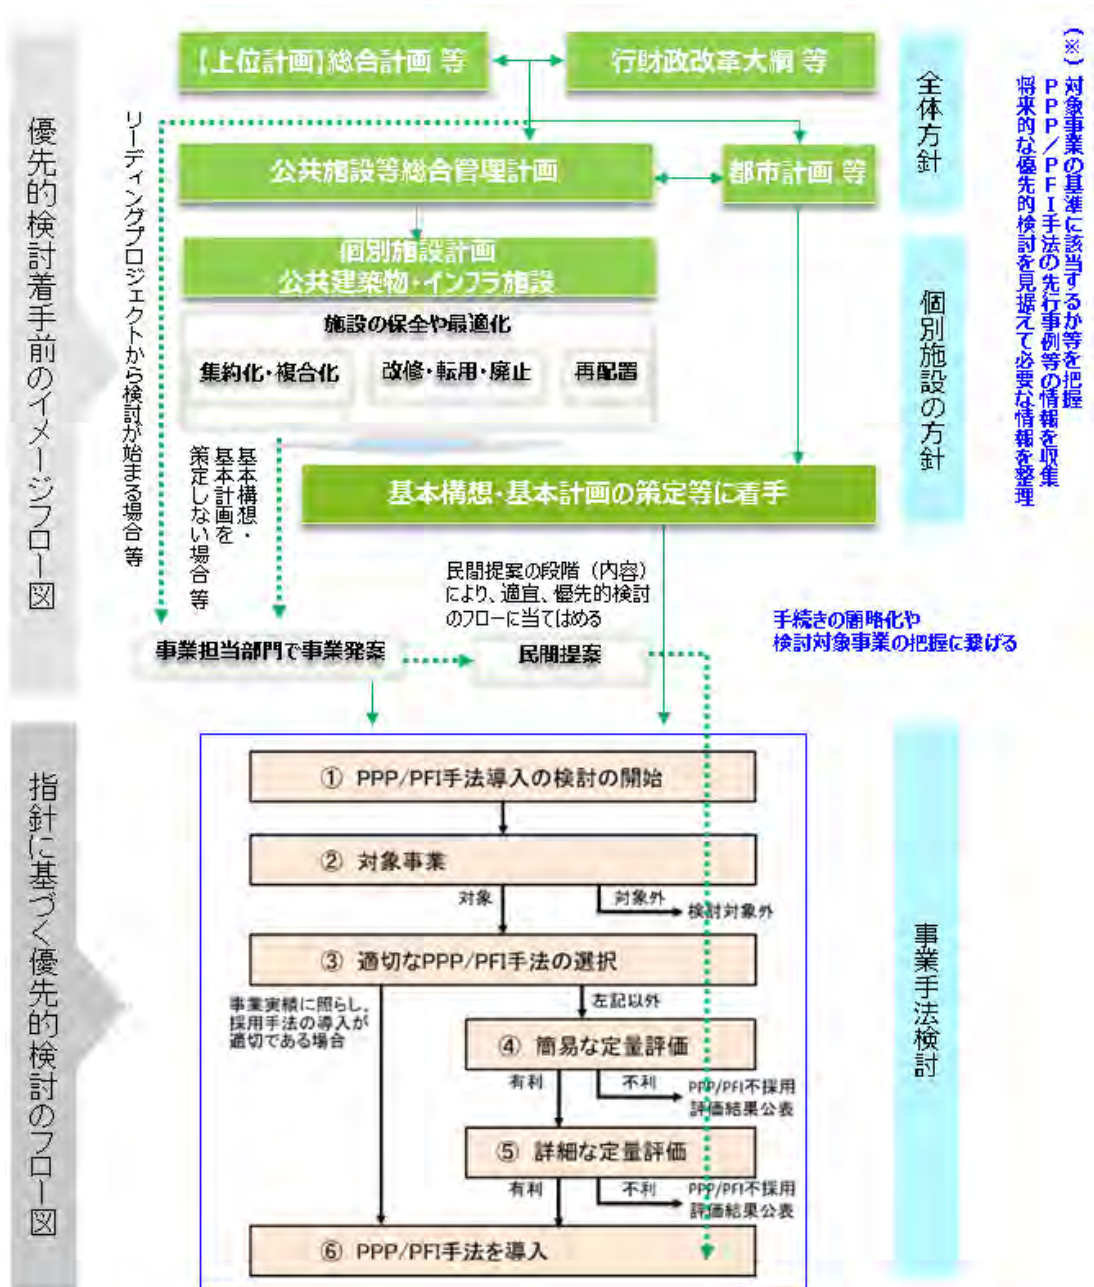 【上位計画】総合計画 等
行財政改革大綱 等
公共施設等総合管理計画
都市計画 等
個別施設計画
公共建築物・インフラ施設
施設の保全や最適化
集約化・複合化
改修・転用・廃止
再配置
基本構想・基本計画の策定等に着手
リーディングプロジェクトから検討が始まる場合 等
基本構想・
基本計画を
策定しない場合 等
民間提案の段階（内容）
により、適宜、優先的検討
のフローに当てはめる
事業担当部門で事業発案
民間提案
優先的検討着手前のイメージフロー図
全体方針
個別施設の方針
（※）対象事業の基準に該当するか等を把握
ＰＰＰ／ＰＦＩ手法の先行事例等の情報を収集
将来的な優先的検討を見据えて必要な情報を整理
手続きの簡略化や
検討対象事業の把握に繋げる
指針に基づく優先的検討のフロー図
事業手法検討
① PPP/PFI手法導入の検討の開始
② 対象事業
対象
対象外
検討対象外
③ 適切なPPP/PFI手法の選択
事業実績に照らし、
採用手法の導入が
適切である場合
左記以外
④ 簡易な定量評価
有利
不利
PPP/PFI不採用
評価結果公表
⑤ 詳細な定量評価
有利
不利
PPP/PFI不採用
評価結果公表
⑥ PPP/PFI手法を導入